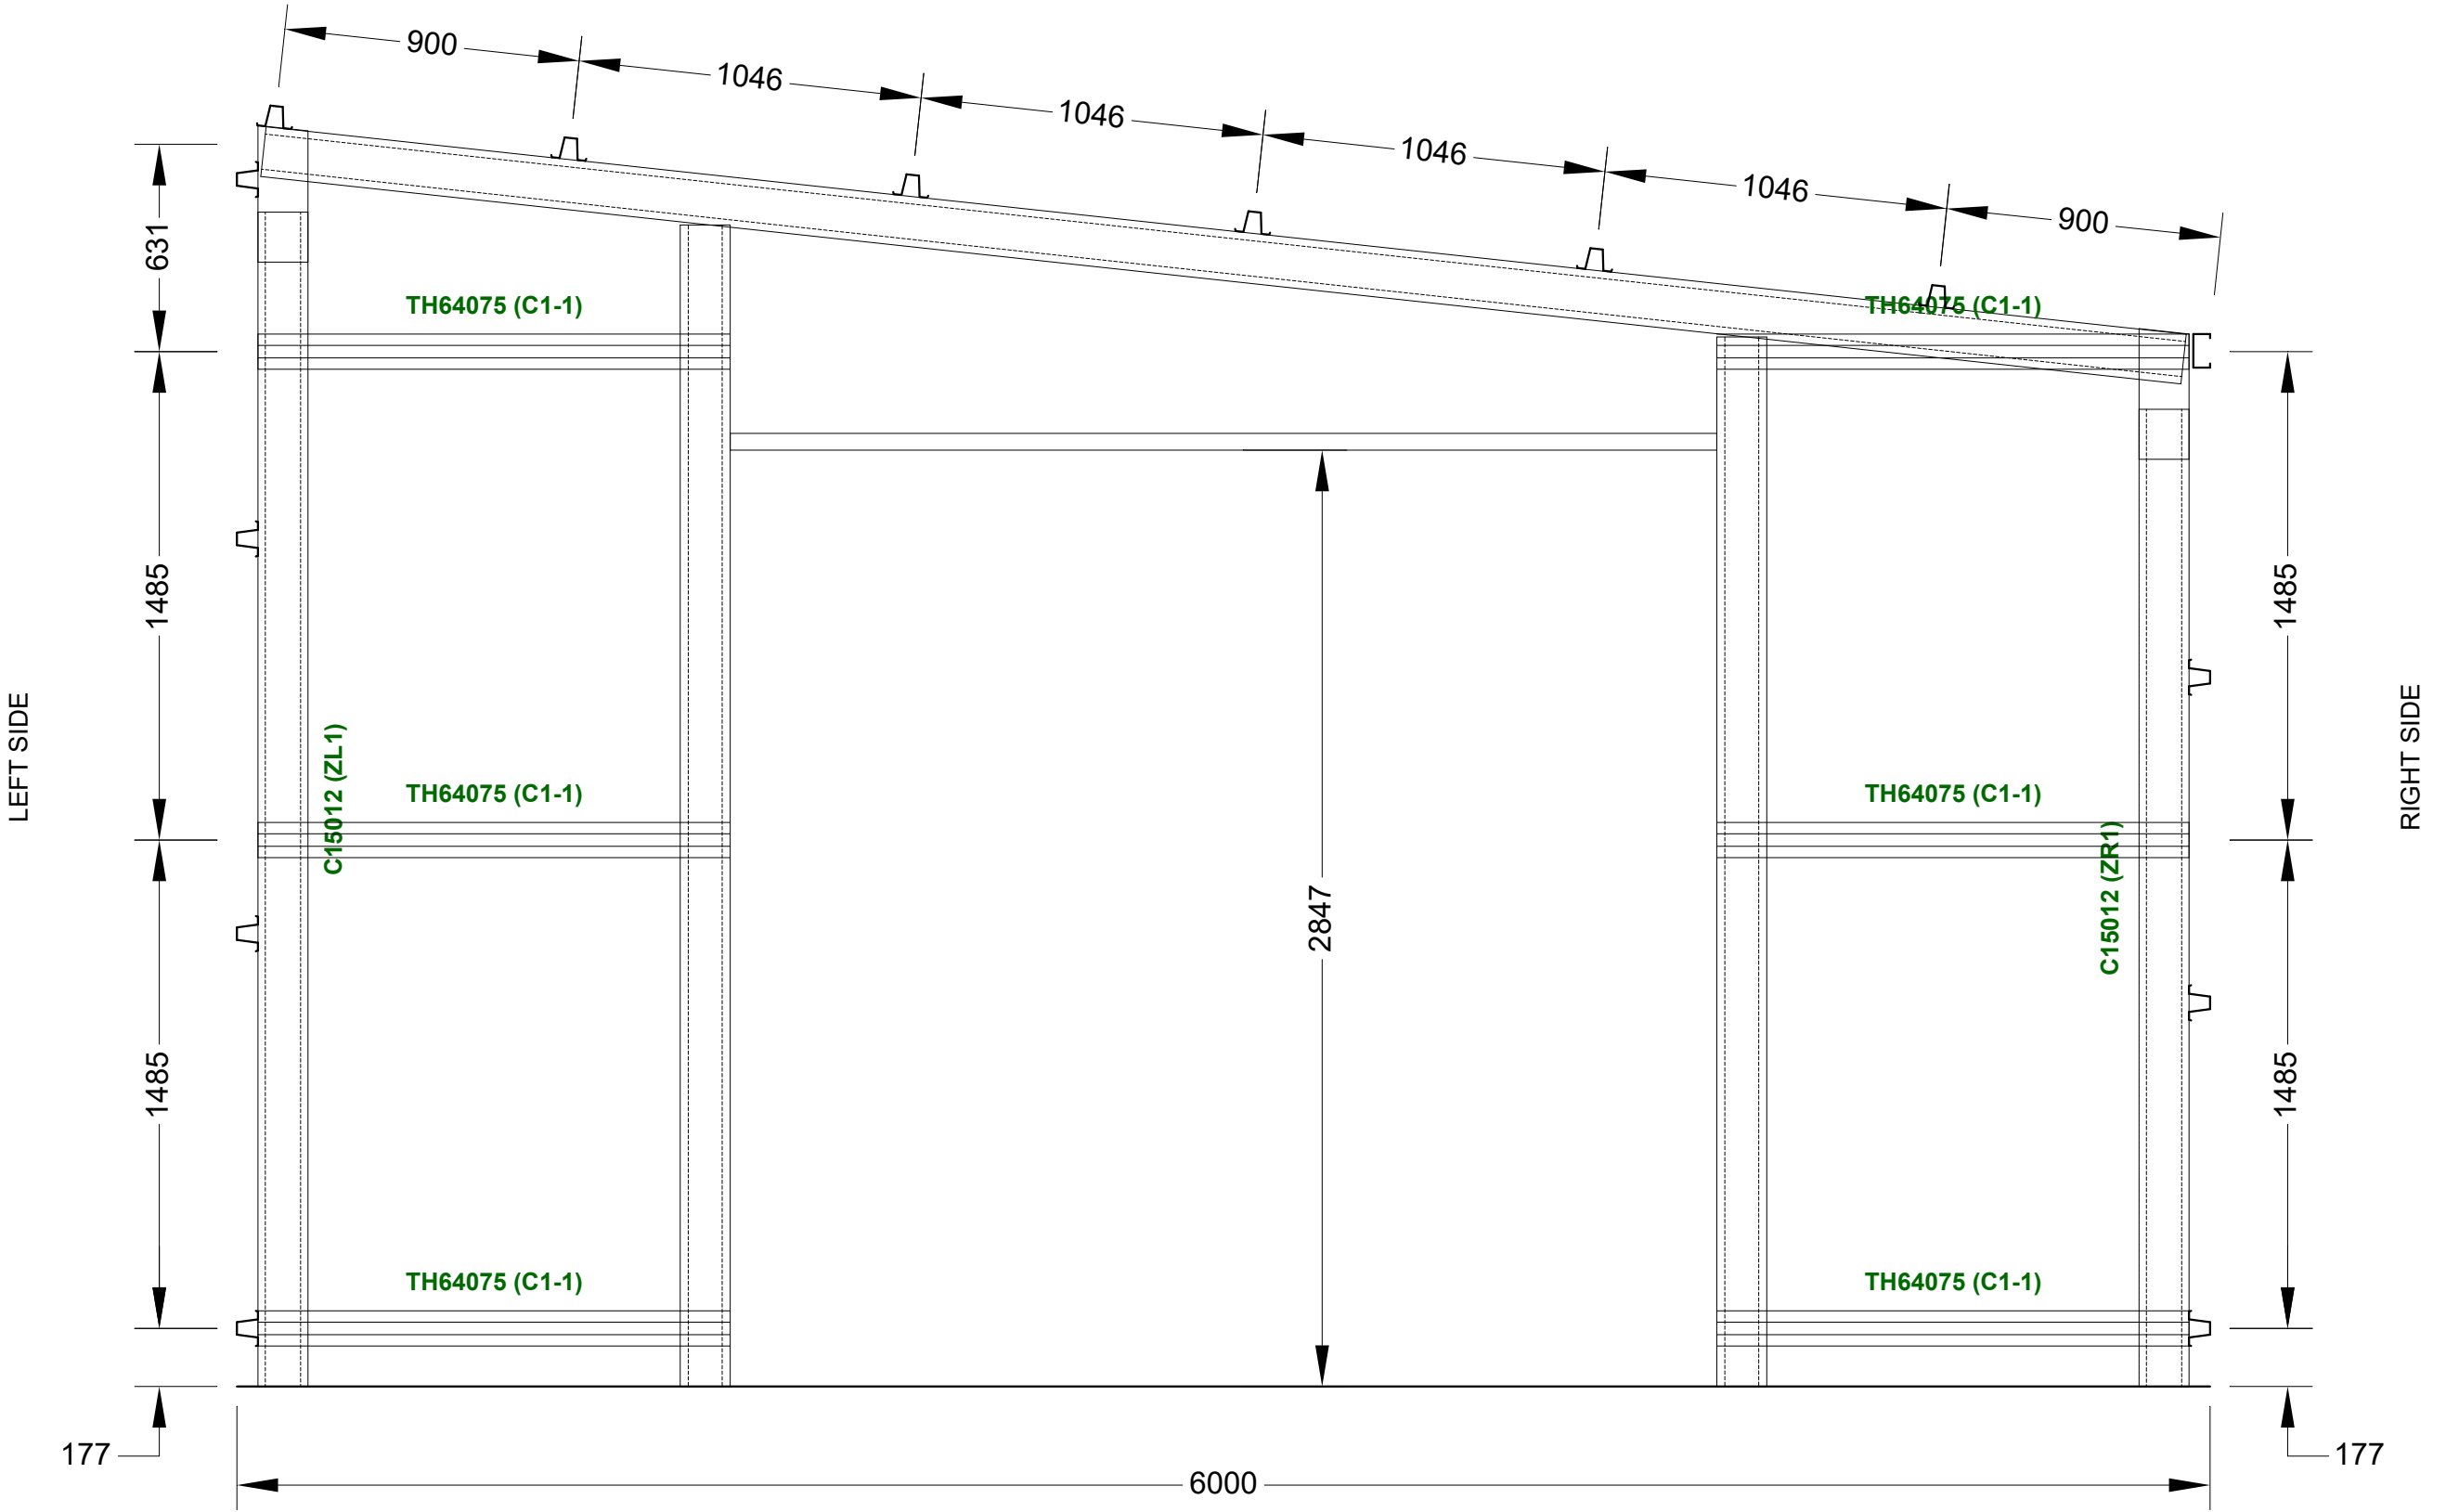 900
1046
1046
1046
1046
900
631
TH64075 (C1-1)
TH64075 (C1-1)
1485
1485
LEFT SIDE
RIGHT SIDE
C15012 (ZL1)
TH64075 (C1-1)
TH64075 (C1-1)
C15012 (ZR1)
2847
1485
1485
TH64075 (C1-1)
TH64075 (C1-1)
177
177
6000